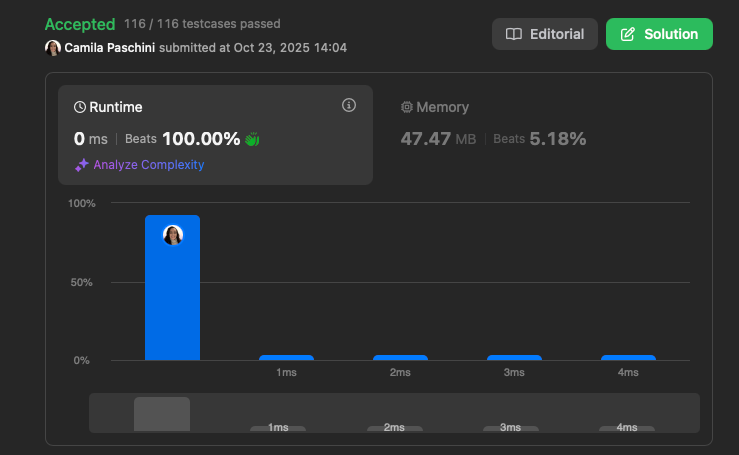 Accepted 116 / 116 testcases passed
Camila Paschini submitted at Oct 23, 2025 14:04
Editorial
Solution
Runtime
0 ms Beats 100.00%
Analyze Complexity
Memory
47.47 MB Beats 5.18%
100%
50%
0%
1ms 2ms 3ms 4ms
1ms 2ms 3ms 4ms